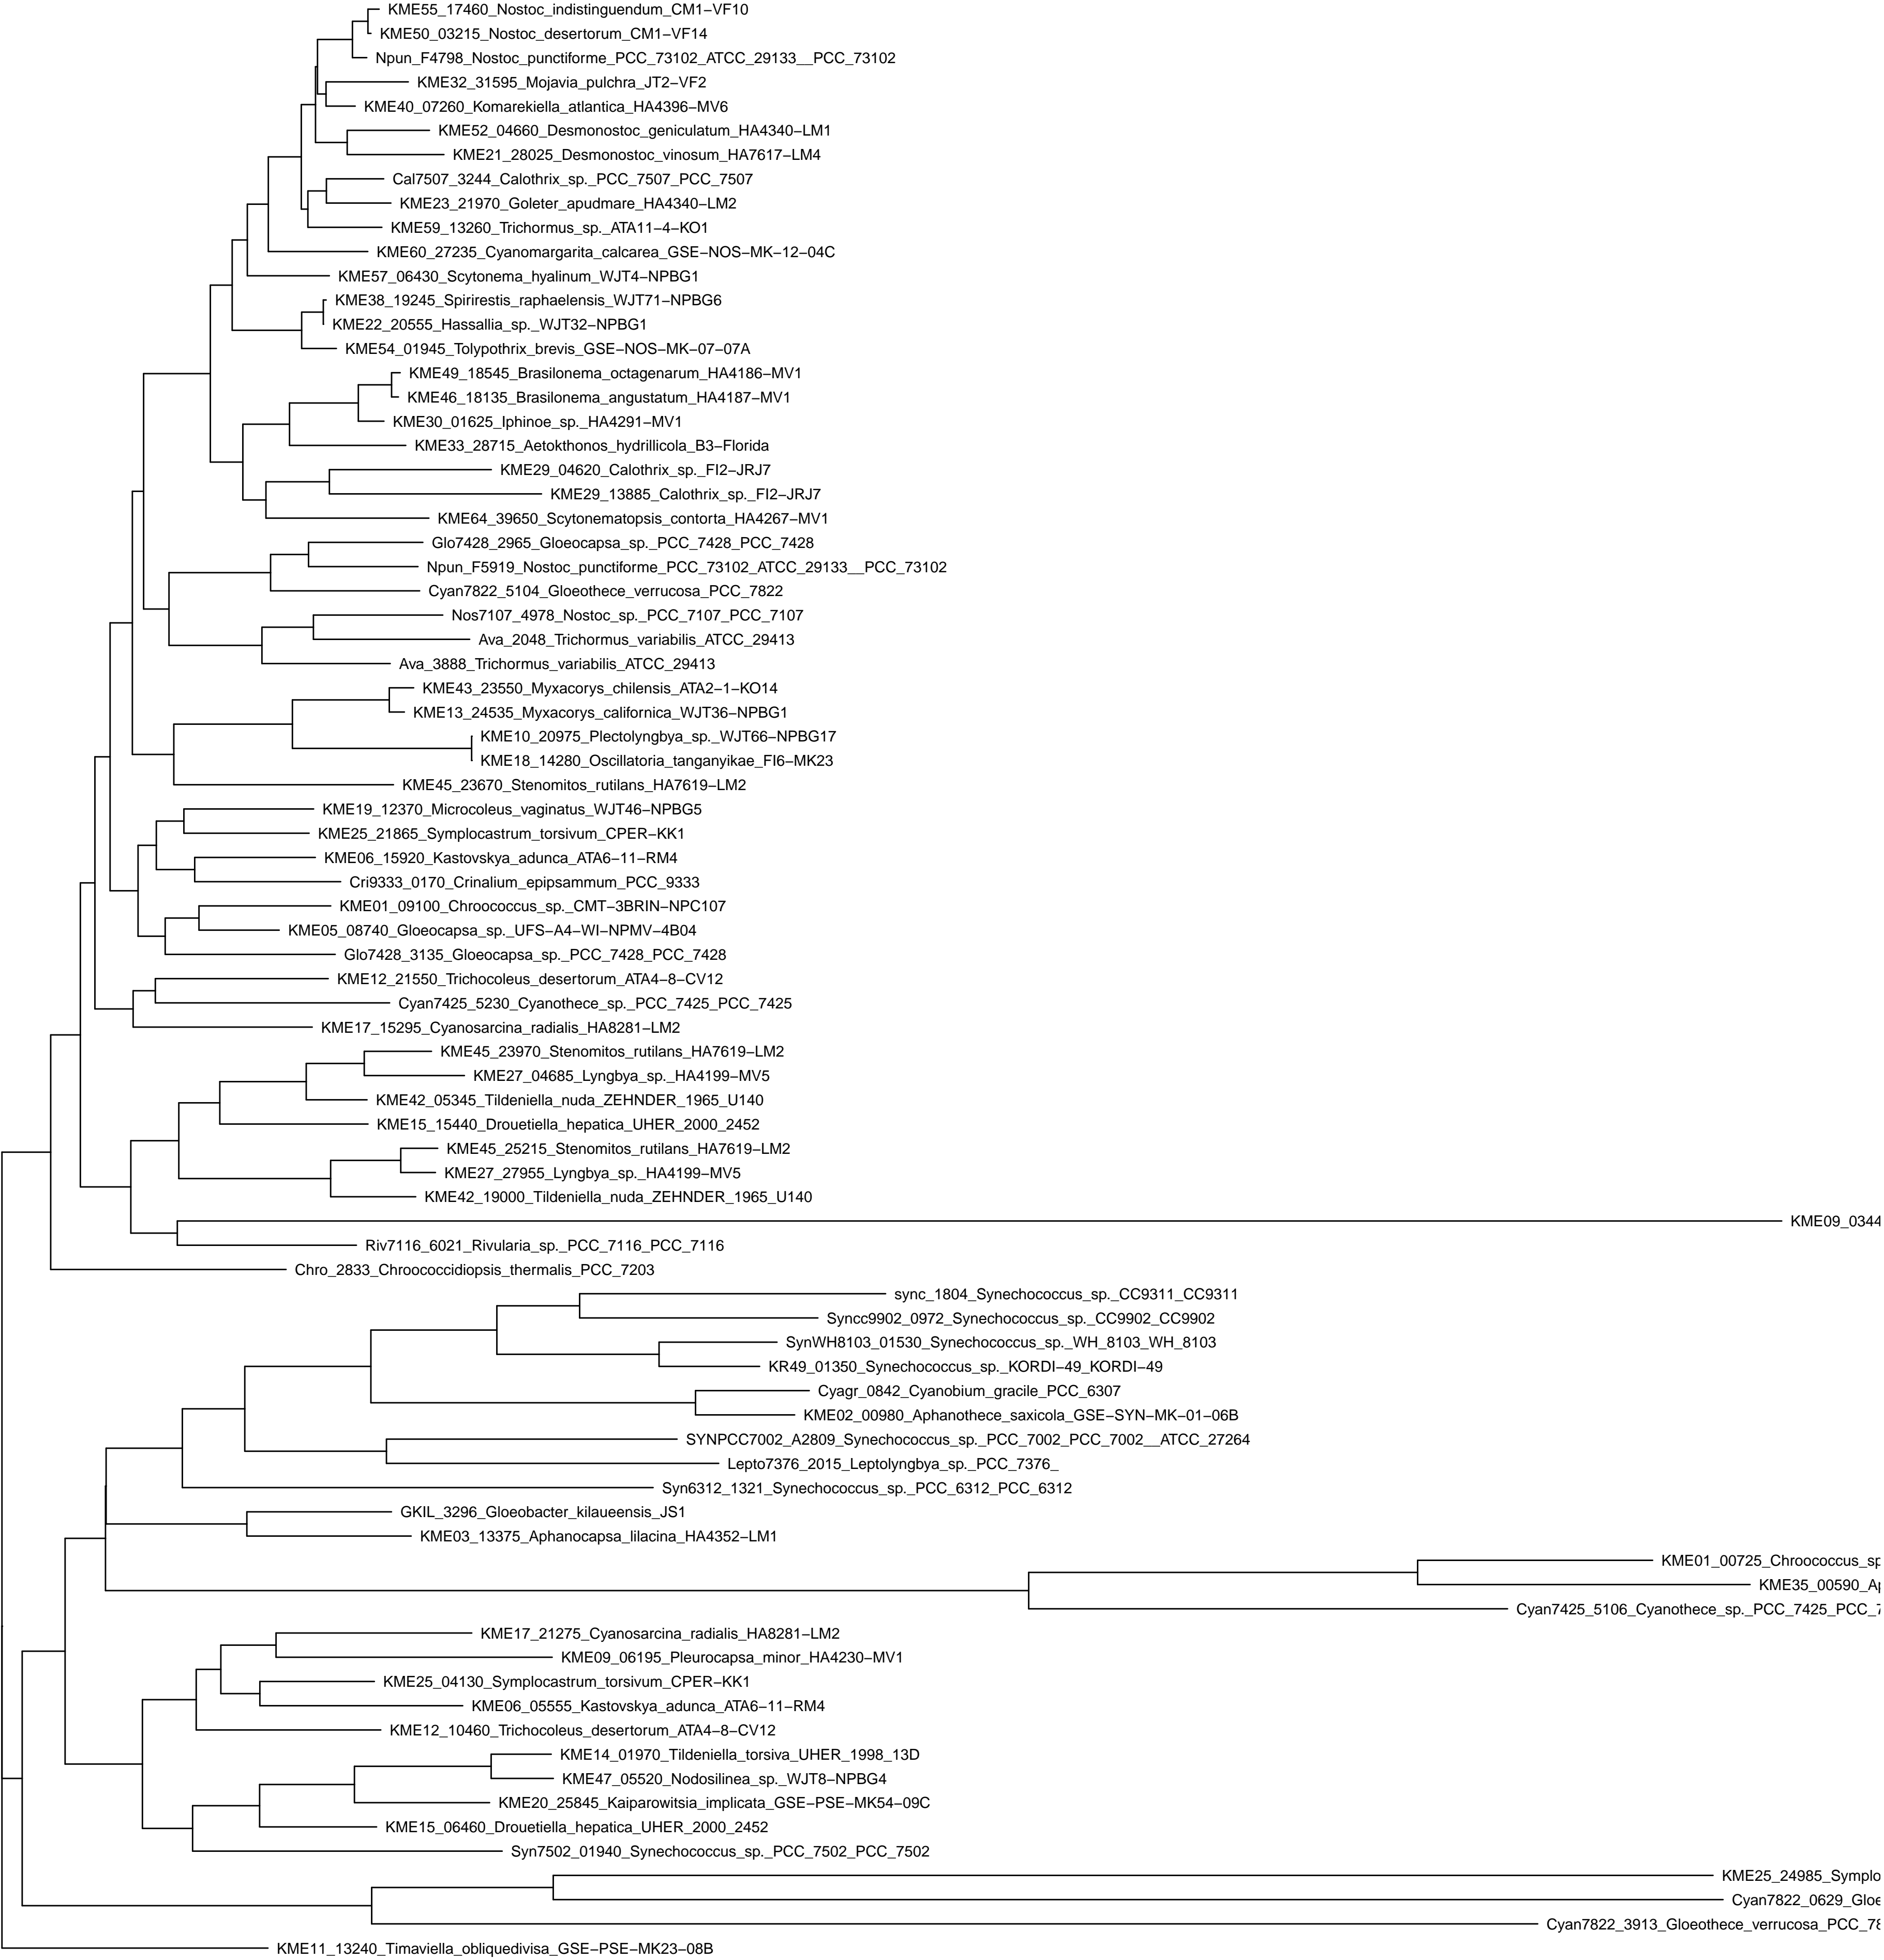 KME55_17460_Nostoc_indistinguendum_CM1−VF10
KME50_03215_Nostoc_desertorum_CM1−VF14
Npun_F4798_Nostoc_punctiforme_PCC_73102_ATCC_29133__PCC_73102
KME32_31595_Mojavia_pulchra_JT2−VF2
KME40_07260_Komarekiella_atlantica_HA4396−MV6
KME52_04660_Desmonostoc_geniculatum_HA4340−LM1
KME21_28025_Desmonostoc_vinosum_HA7617−LM4
Cal7507_3244_Calothrix_sp._PCC_7507_PCC_7507
KME23_21970_Goleter_apudmare_HA4340−LM2
KME59_13260_Trichormus_sp._ATA11−4−KO1
KME60_27235_Cyanomargarita_calcarea_GSE−NOS−MK−12−04C
KME57_06430_Scytonema_hyalinum_WJT4−NPBG1
KME38_19245_Spirirestis_raphaelensis_WJT71−NPBG6
KME22_20555_Hassallia_sp._WJT32−NPBG1
KME54_01945_Tolypothrix_brevis_GSE−NOS−MK−07−07A
KME49_18545_Brasilonema_octagenarum_HA4186−MV1
KME46_18135_Brasilonema_angustatum_HA4187−MV1
KME30_01625_Iphinoe_sp._HA4291−MV1
KME33_28715_Aetokthonos_hydrillicola_B3−Florida
KME29_04620_Calothrix_sp._FI2−JRJ7
KME29_13885_Calothrix_sp._FI2−JRJ7
KME64_39650_Scytonematopsis_contorta_HA4267−MV1
Glo7428_2965_Gloeocapsa_sp._PCC_7428_PCC_7428
Npun_F5919_Nostoc_punctiforme_PCC_73102_ATCC_29133__PCC_73102
Cyan7822_5104_Gloeothece_verrucosa_PCC_7822
Nos7107_4978_Nostoc_sp._PCC_7107_PCC_7107
Ava_2048_Trichormus_variabilis_ATCC_29413
Ava_3888_Trichormus_variabilis_ATCC_29413
KME43_23550_Myxacorys_chilensis_ATA2−1−KO14
KME13_24535_Myxacorys_californica_WJT36−NPBG1
KME10_20975_Plectolyngbya_sp._WJT66−NPBG17
KME18_14280_Oscillatoria_tanganyikae_FI6−MK23
KME45_23670_Stenomitos_rutilans_HA7619−LM2
KME19_12370_Microcoleus_vaginatus_WJT46−NPBG5
KME25_21865_Symplocastrum_torsivum_CPER−KK1
KME06_15920_Kastovskya_adunca_ATA6−11−RM4
Cri9333_0170_Crinalium_epipsammum_PCC_9333
KME01_09100_Chroococcus_sp._CMT−3BRIN−NPC107
KME05_08740_Gloeocapsa_sp._UFS−A4−WI−NPMV−4B04
Glo7428_3135_Gloeocapsa_sp._PCC_7428_PCC_7428
KME12_21550_Trichocoleus_desertorum_ATA4−8−CV12
Cyan7425_5230_Cyanothece_sp._PCC_7425_PCC_7425
KME17_15295_Cyanosarcina_radialis_HA8281−LM2
KME45_23970_Stenomitos_rutilans_HA7619−LM2
KME27_04685_Lyngbya_sp._HA4199−MV5
KME42_05345_Tildeniella_nuda_ZEHNDER_1965_U140
KME15_15440_Drouetiella_hepatica_UHER_2000_2452
KME45_25215_Stenomitos_rutilans_HA7619−LM2
KME27_27955_Lyngbya_sp._HA4199−MV5
KME42_19000_Tildeniella_nuda_ZEHNDER_1965_U140
KME09_0344
Riv7116_6021_Rivularia_sp._PCC_7116_PCC_7116
Chro_2833_Chroococcidiopsis_thermalis_PCC_7203
sync_1804_Synechococcus_sp._CC9311_CC9311
Syncc9902_0972_Synechococcus_sp._CC9902_CC9902
SynWH8103_01530_Synechococcus_sp._WH_8103_WH_8103
KR49_01350_Synechococcus_sp._KORDI−49_KORDI−49
Cyagr_0842_Cyanobium_gracile_PCC_6307
KME02_00980_Aphanothece_saxicola_GSE−SYN−MK−01−06B
SYNPCC7002_A2809_Synechococcus_sp._PCC_7002_PCC_7002__ATCC_27264
Lepto7376_2015_Leptolyngbya_sp._PCC_7376_
Syn6312_1321_Synechococcus_sp._PCC_6312_PCC_6312
GKIL_3296_Gloeobacter_kilaueensis_JS1
KME03_13375_Aphanocapsa_lilacina_HA4352−LM1
KME01_00725_Chroococcus_sp
KME35_00590_Ap
Cyan7425_5106_Cyanothece_sp._PCC_7425_PCC_7
KME17_21275_Cyanosarcina_radialis_HA8281−LM2
KME09_06195_Pleurocapsa_minor_HA4230−MV1
KME25_04130_Symplocastrum_torsivum_CPER−KK1
KME06_05555_Kastovskya_adunca_ATA6−11−RM4
KME12_10460_Trichocoleus_desertorum_ATA4−8−CV12
KME14_01970_Tildeniella_torsiva_UHER_1998_13D
KME47_05520_Nodosilinea_sp._WJT8−NPBG4
KME20_25845_Kaiparowitsia_implicata_GSE−PSE−MK54−09C
KME15_06460_Drouetiella_hepatica_UHER_2000_2452
Syn7502_01940_Synechococcus_sp._PCC_7502_PCC_7502
KME25_24985_Symplo
Cyan7822_0629_Gloe
Cyan7822_3913_Gloeothece_verrucosa_PCC_78
KME11_13240_Timaviella_obliquedivisa_GSE−PSE−MK23−08B